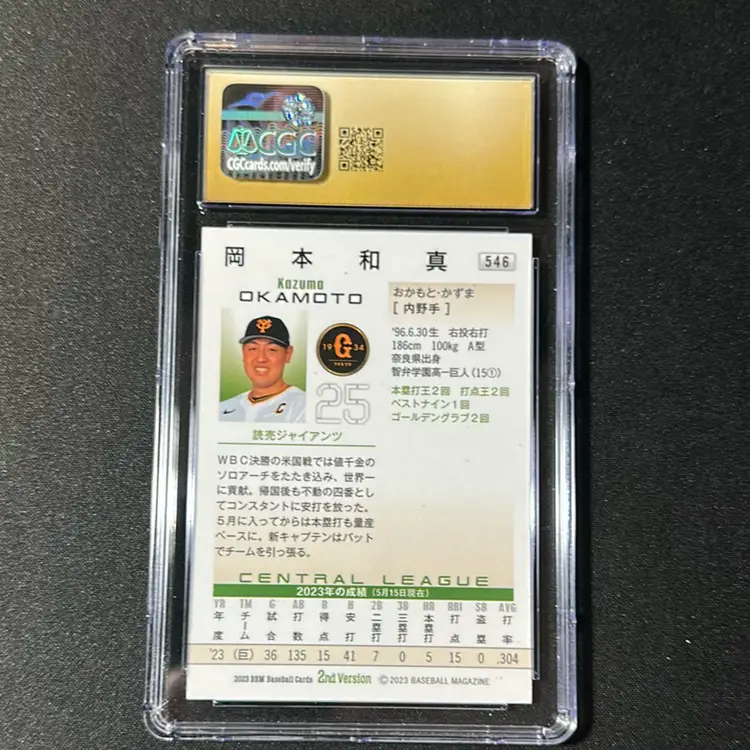 CGC
CGCcards.com/verify
岡本和真 546
Kazuma
OKAMOTO
おかもと・かずま
[ 内野手 ]
'96.6.30生 右投右打
186cm 100kg A型
奈良県出身
智弁学園高ー巨人(15①)
本塁打王2回 打点王2回
ベストナイン1回
ゴールデングラブ2回
YG
C
19 G 34
TOKYO
25
読売ジャイアンツ
WBC決勝の米国戦では値千金の
ソロアーチをたたき込み、世界一
に貢献。帰国後も不動の四番とし
てコンスタントに安打を放った。
5月に入ってからは本塁打も量産
ペースに。新キャプテンはバット
でチームを引っ張る。
CENTRAL LEAGUE
2023年の成績(5月15日現在)
YR TM G AB R H 2B 3B HR RBI SB AVG
年度 チーム 試合 打数 得点 安打 二塁打 三塁打 本塁打 打点 盗塁 打率
'23 (巨) 36 135 15 41 7 0 5 15 0 .304
2023 BBM Baseball Cards 2nd Version ©2023 BASEBALL MAGAZINE